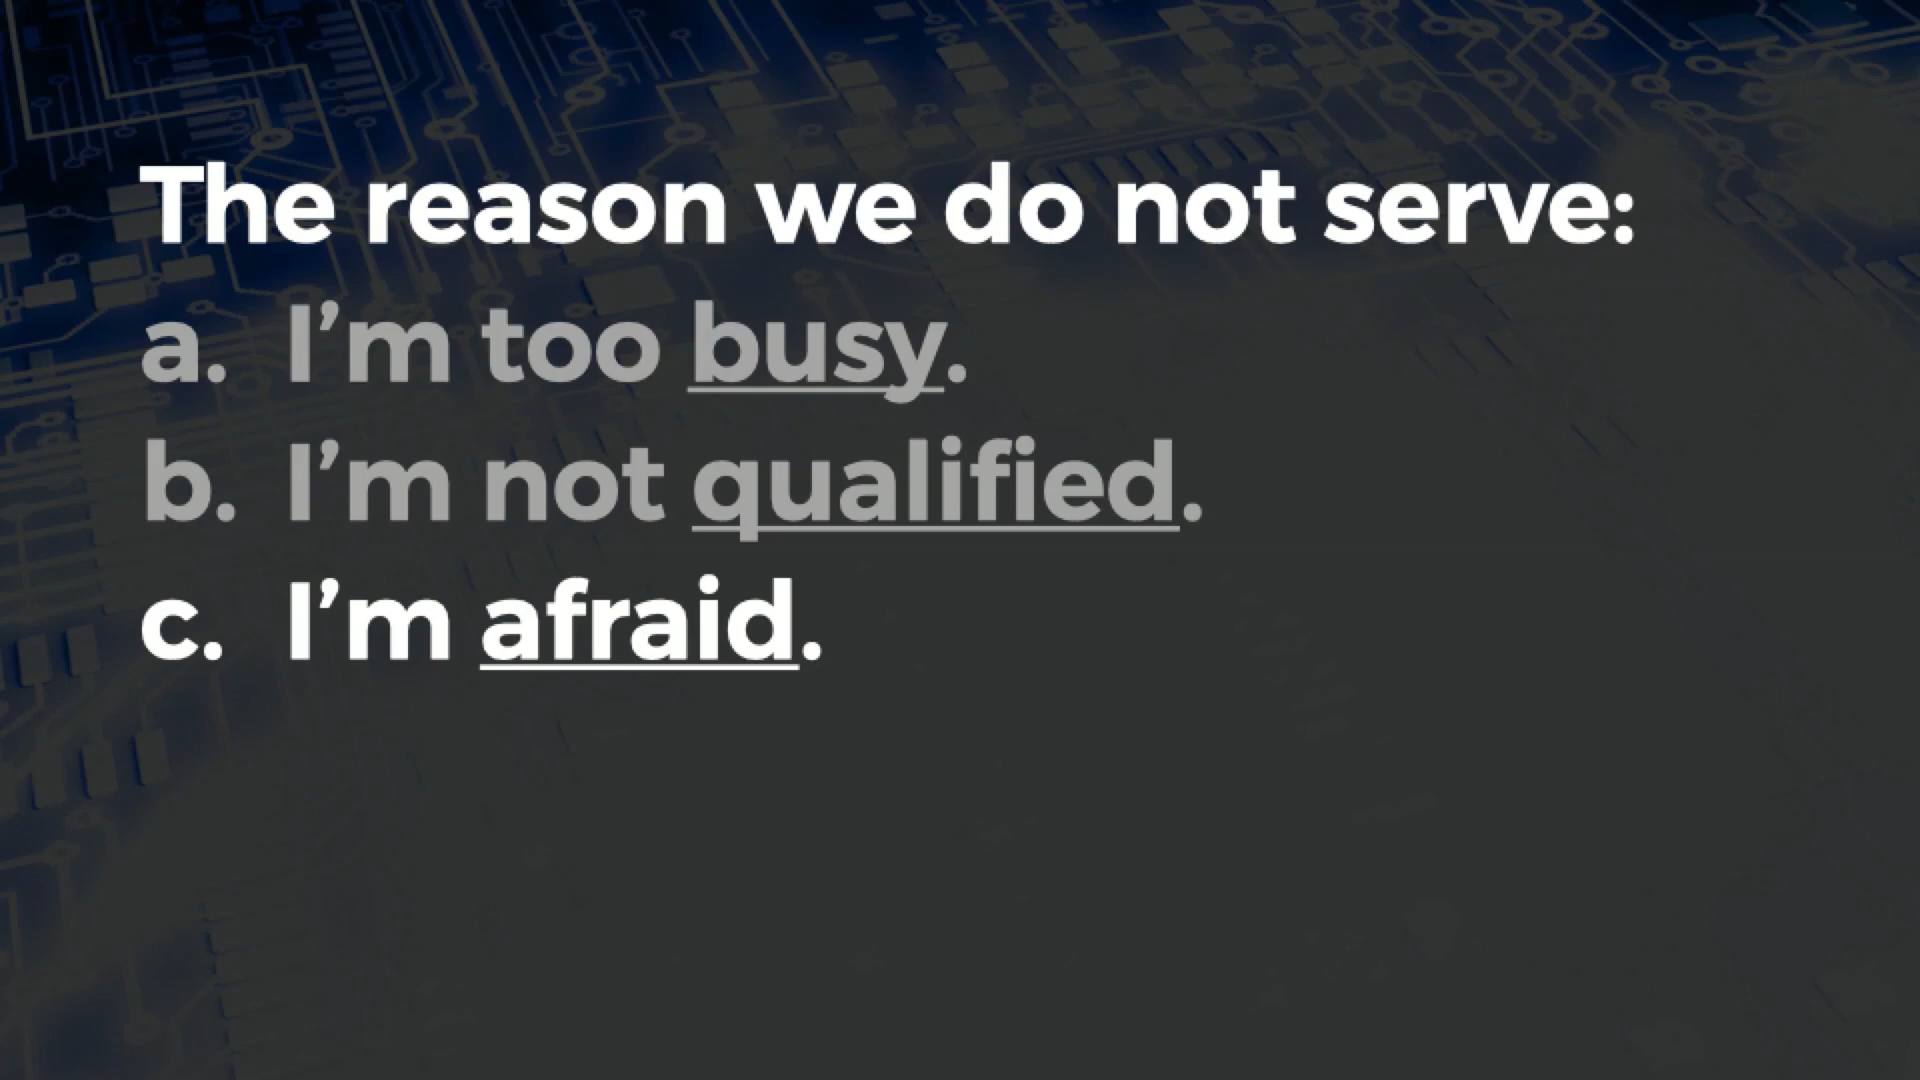 The reason we do not serve:
a. I’m too busy.
b. I’m not qualified.
c. I’m afraid.